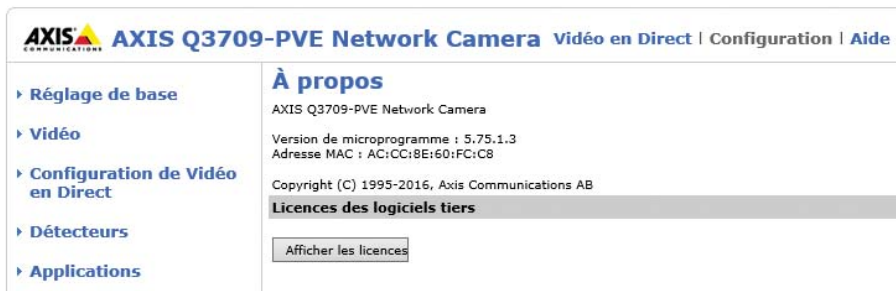 AXIS COMMUNICATIONS AXIS Q3709-PVE Network Camera Vidéo en Direct | Configuration | Aide
Réglage de base
Vidéo
Configuration de Vidéo
en Direct
Détecteurs
Applications
À propos
AXIS Q3709-PVE Network Camera
Version de microprogramme : 5.75.1.3
Adresse MAC : AC:CC:8E:60:FC:C8
Copyright (C) 1995-2016, Axis Communications AB
Licences des logiciels tiers
Afficher les licences